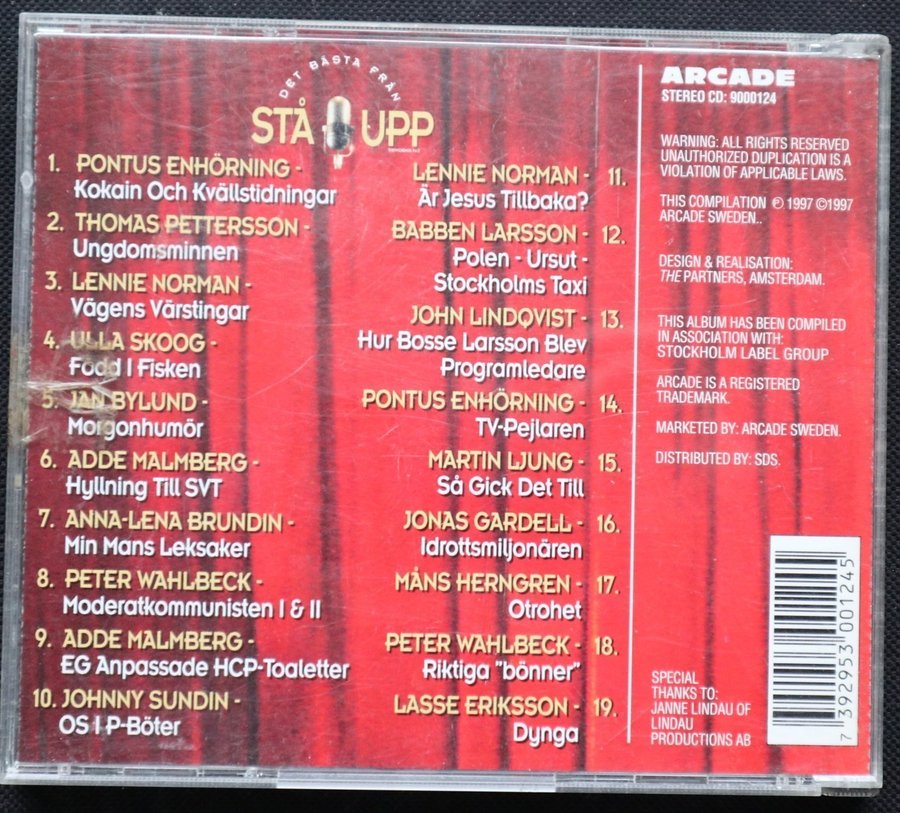 DET BÄSTA FRÅN
STÅ UPP
1. PONTUS ENHÖRNING -
Kokain Och Kvällstidningar
2. THOMAS PETTERSSON -
Ungdomsminnen
3. LENNIE NORMAN -
Vägens Värstingar
4. ULLA SKOOG -
Född I Fisken
5. JAN BYLUND -
Morgonhumör
6. ADDE MALMBERG -
Hyllning Till SVT
7. ANNA-LENA BRUNDIN -
Min Mans Leksaker
8. PETER WAHLBECK -
Moderatkommunisten I & II
9. ADDE MALMBERG -
EG Anpassade HCP-Toaletter
10. JOHNNY SUNDIN -
OS I P-Böter
LENNIE NORMAN - 11.
Är Jesus Tillbaka?
BABBEN LARSSON - 12.
Polen - Ursut -
Stockholms Taxi
JOHN LINDQVIST - 13.
Hur Bosse Larsson Blev
Programledare
PONTUS ENHÖRNING - 14.
TV-Pejlaren
MARTIN LJUNG - 15.
Så Gick Det Till
JONAS GARDELL - 16.
Idrottsmiljonären
MÅNS HERNGREN - 17.
Otrohet
PETER WAHLBECK - 18.
Riktiga "bönner"
LASSE ERIKSSON - 19.
Dynga
ARCADE
STEREO CD: 9000124
WARNING: ALL RIGHTS RESERVED
UNAUTHORIZED DUPLICATION IS A
VIOLATION OF APPLICABLE LAWS.
THIS COMPILATION ℗ 1997 ©1997
ARCADE SWEDEN..
DESIGN & REALISATION:
THE PARTNERS, AMSTERDAM.
THIS ALBUM HAS BEEN COMPILED
IN ASSOCIATION WITH:
STOCKHOLM LABEL GROUP
ARCADE IS A REGISTERED
TRADEMARK.
MARKETED BY: ARCADE SWEDEN.
DISTRIBUTED BY: SDS.
SPECIAL
THANKS TO:
JANNE LINDAU OF
LINDAU
PRODUCTIONS AB
7 392953 001245